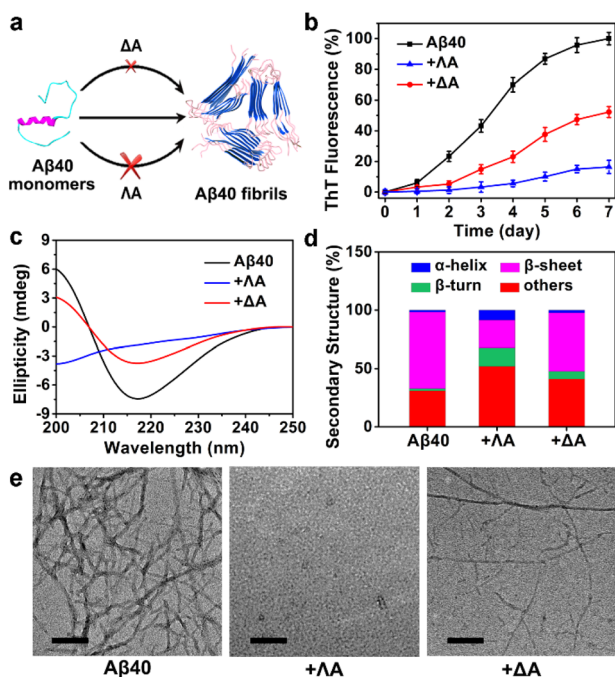 a
ΔA
Aβ40
monomers
ΛA
Aβ40 fibrils
b
ThT Fluorescence (%)
100
80
60
40
20
0
Aβ40
+ΛA
+ΔA
0 1 2 3 4 5 6 7
Time (day)
c
Ellipticity (mdeg)
9
6
3
0
-3
-6
-9
Aβ40
+ΛA
+ΔA
200 210 220 230 240 250
Wavelength (nm)
d
Secondary Structure (%)
150
100
50
0
α-helix β-sheet
β-turn others
Aβ40 +ΛA +ΔA
e
Aβ40 +ΛA +ΔA